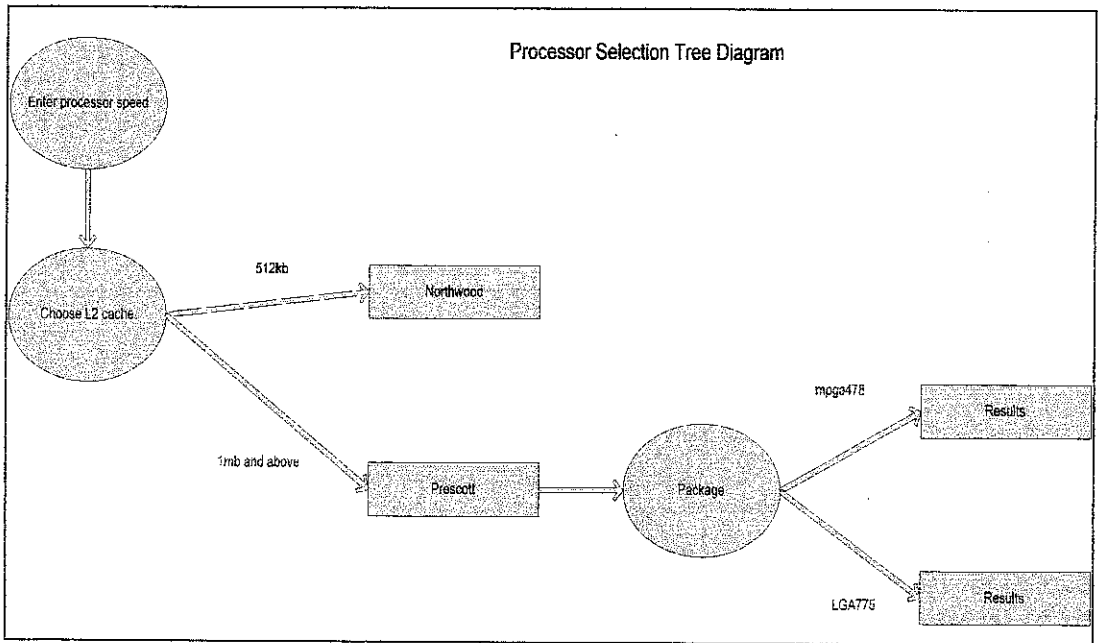 Processor Selection Tree Diagram
Enter processor speed
Choose L2 cache
512kb
Northwood
1mb and above
Prescott
Package
mpga478
Results
LGA775
Results